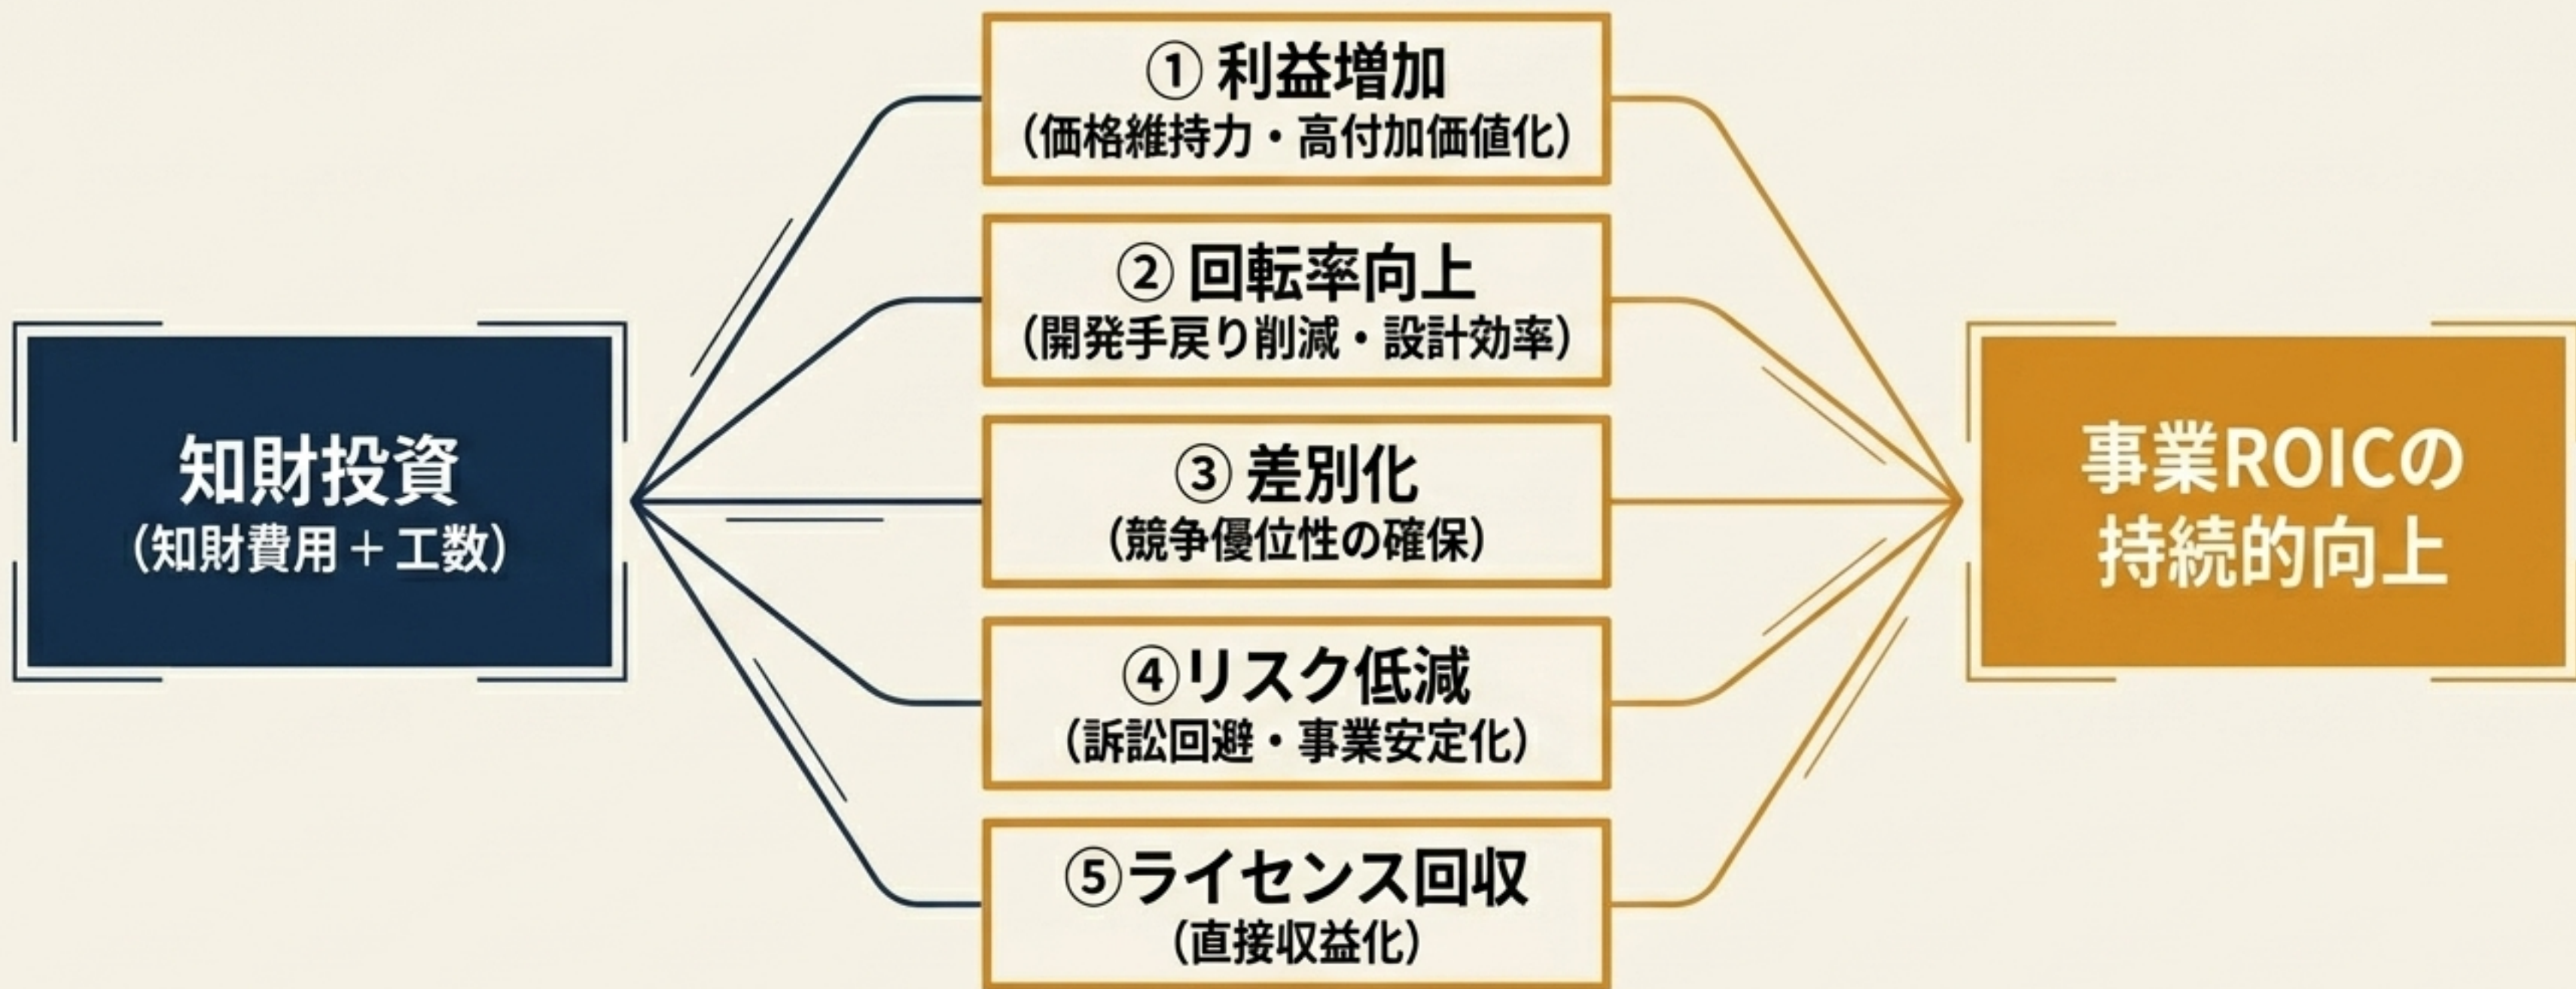 知財投資
（知財費用＋工数）
① 利益増加
（価格維持力・高付加価値化）
② 回転率向上
（開発手戻り削減・設計効率）
③ 差別化
（競争優位性の確保）
④リスク低減
（訴訟回避・事業安定化）
⑤ライセンス回収
（直接収益化）
事業ROICの
持続的向上